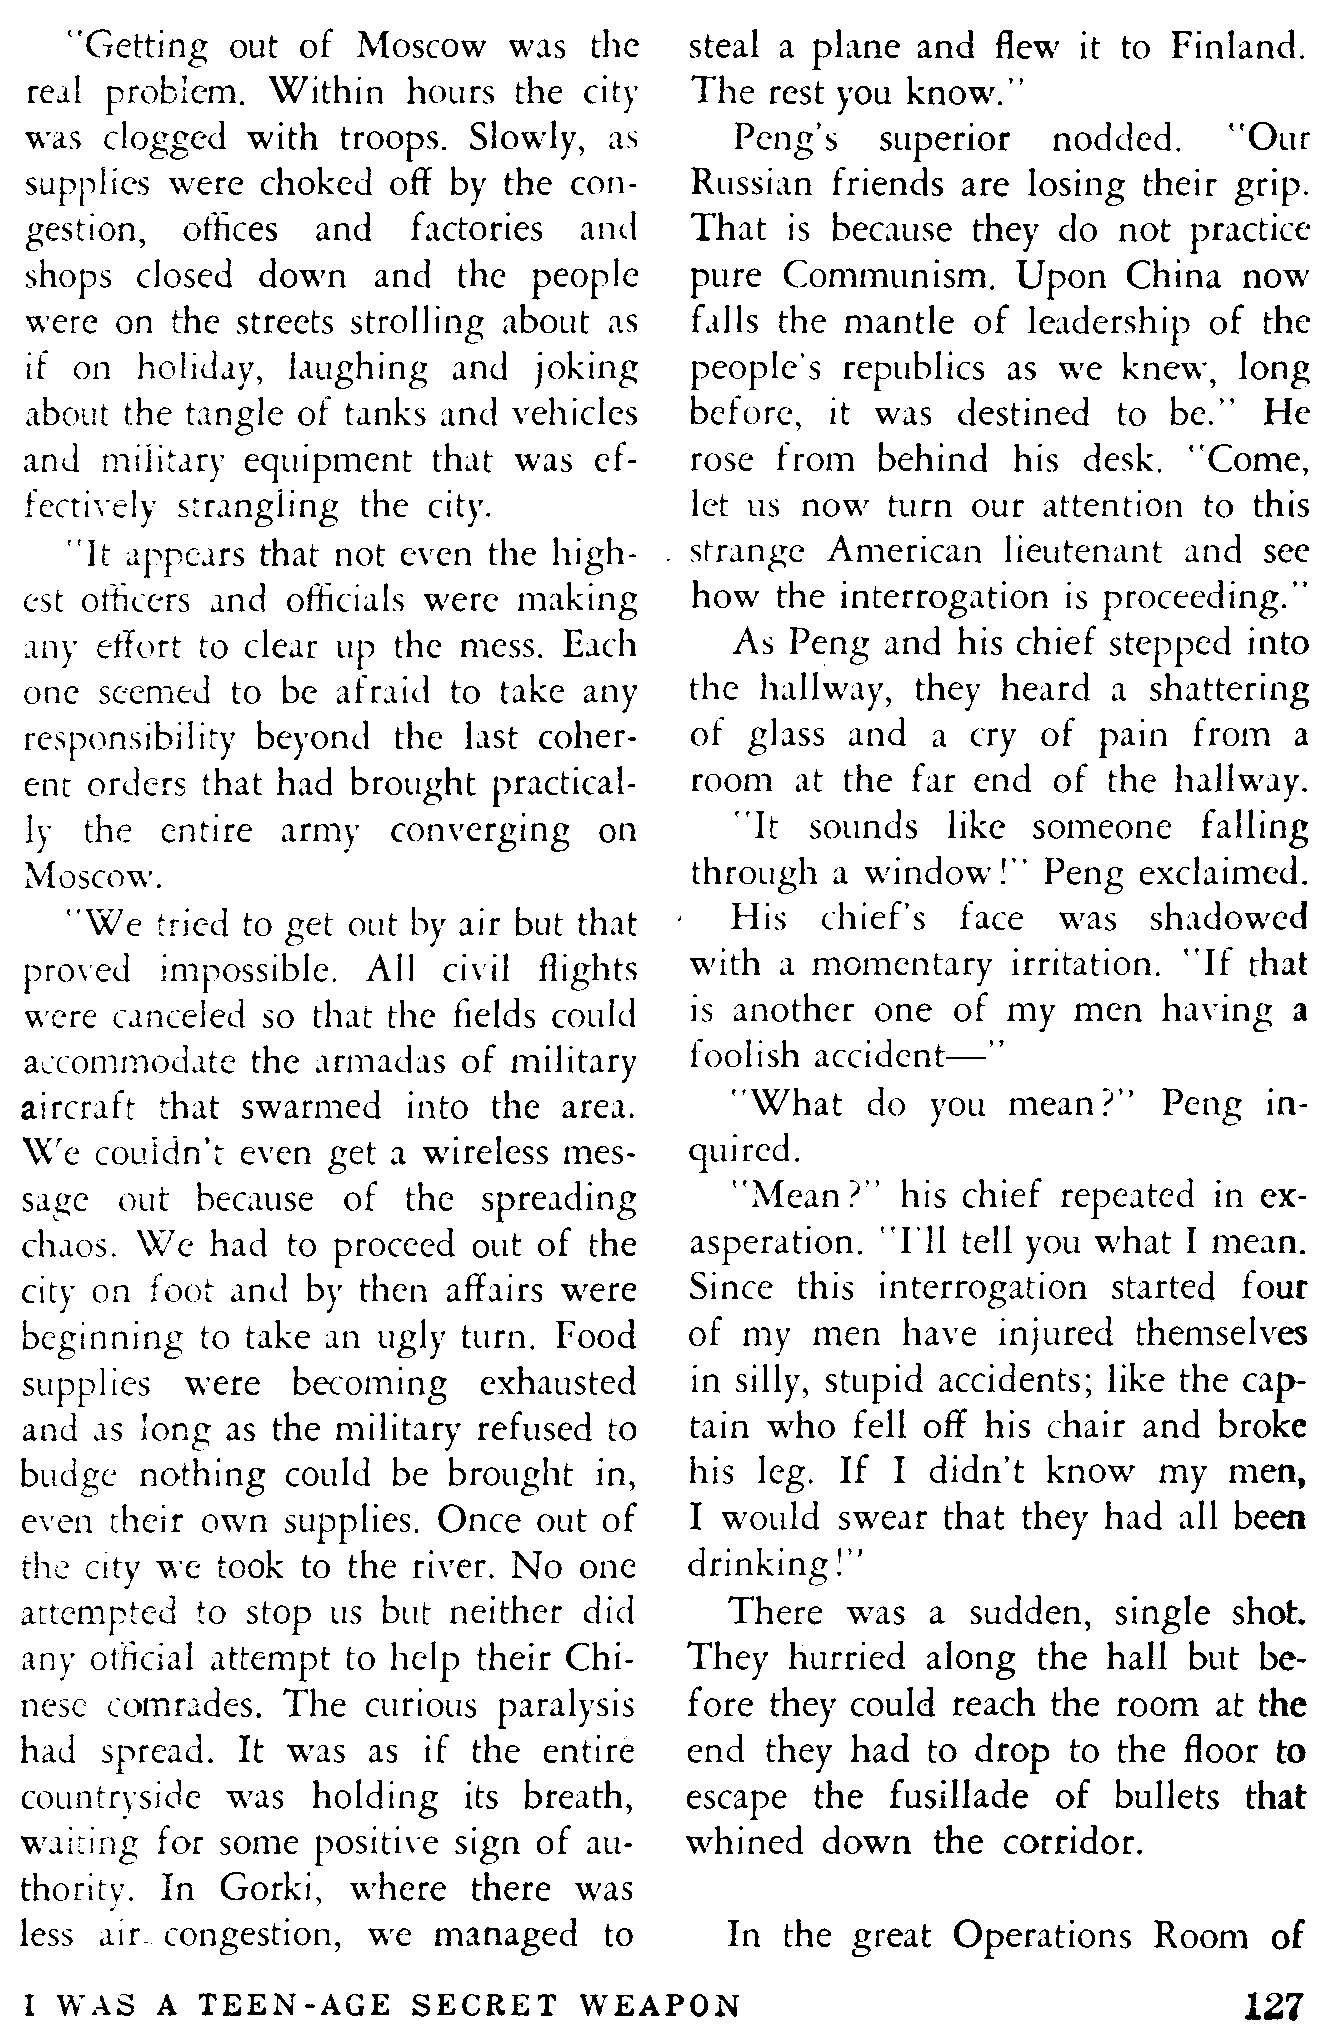 "Getting out of Moscow was the
real problem. Within hours the city
was clogged with troops. Slowly, as
supplies were choked off by the con-
gestion, offices and factories and
shops closed down and the people
were on the streets strolling about as
if on holiday, laughing and joking
about the tangle of tanks and vehicles
and military equipment that was ef-
fectively strangling the city.
"It appears that not even the high-
est officers and officials were making
any effort to clear up the mess. Each
one seemed to be afraid to take any
responsibility beyond the last coher-
ent orders that had brought practical-
ly the entire army converging on
Moscow.
"We tried to get out by air but that
proved impossible. All civil flights
were canceled so that the fields could
accommodate the armadas of military
aircraft that swarmed into the area.
We couldn't even get a wireless mes-
sage out because of the spreading
chaos. We had to proceed out of the
city on foot and by then affairs were
beginning to take an ugly turn. Food
supplies were becoming exhausted
and as long as the military refused to
budge nothing could be brought in,
even their own supplies. Once out of
the city we took to the river. No one
attempted to stop us but neither did
any official attempt to help their Chi-
nese comrades. The curious paralysis
had spread. It was as if the entire
countryside was holding its breath,
waiting for some positive sign of au-
thority. In Gorki, where there was
less air congestion, we managed to
steal a plane and flew it to Finland.
The rest you know."
Peng's superior nodded. "Our
Russian friends are losing their grip.
That is because they do not practice
pure Communism. Upon China now
falls the mantle of leadership of the
people's republics as we knew, long
before, it was destined to be." He
rose from behind his desk. "Come,
let us now turn our attention to this
strange American lieutenant and see
how the interrogation is proceeding."
As Peng and his chief stepped into
the hallway, they heard a shattering
of glass and a cry of pain from a
room at the far end of the hallway.
"It sounds like someone falling
through a window!" Peng exclaimed.
His chief's face was shadowed
with a momentary irritation. "If that
is another one of my men having a
foolish accident—"
"What do you mean?" Peng in-
quired.
"Mean?" his chief repeated in ex-
asperation. "I'll tell you what I mean.
Since this interrogation started four
of my men have injured themselves
in silly, stupid accidents; like the cap-
tain who fell off his chair and broke
his leg. If I didn't know my men,
I would swear that they had all been
drinking!"
There was a sudden, single shot.
They hurried along the hall but be-
fore they could reach the room at the
end they had to drop to the floor to
escape the fusillade of bullets that
whined down the corridor.
In the great Operations Room of
I WAS A TEEN-AGE SECRET WEAPON 127